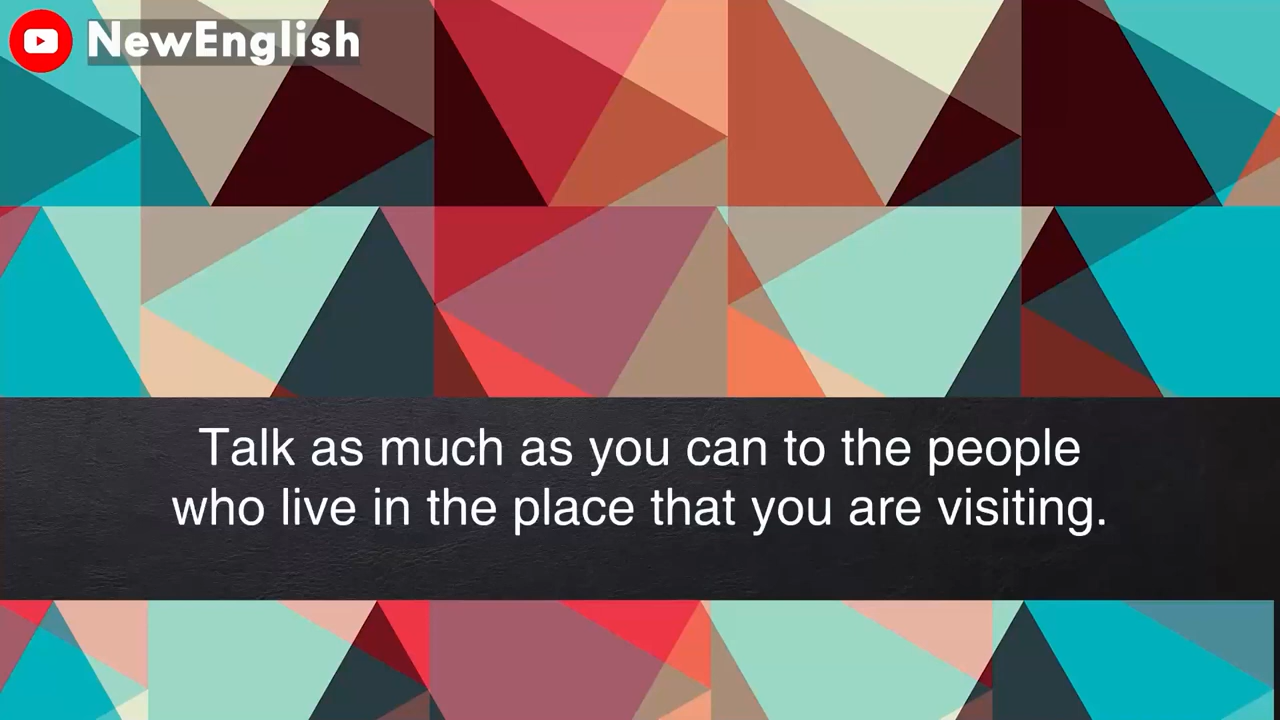 NewEnglish
Talk as much as you can to the people
who live in the place that you are visiting.